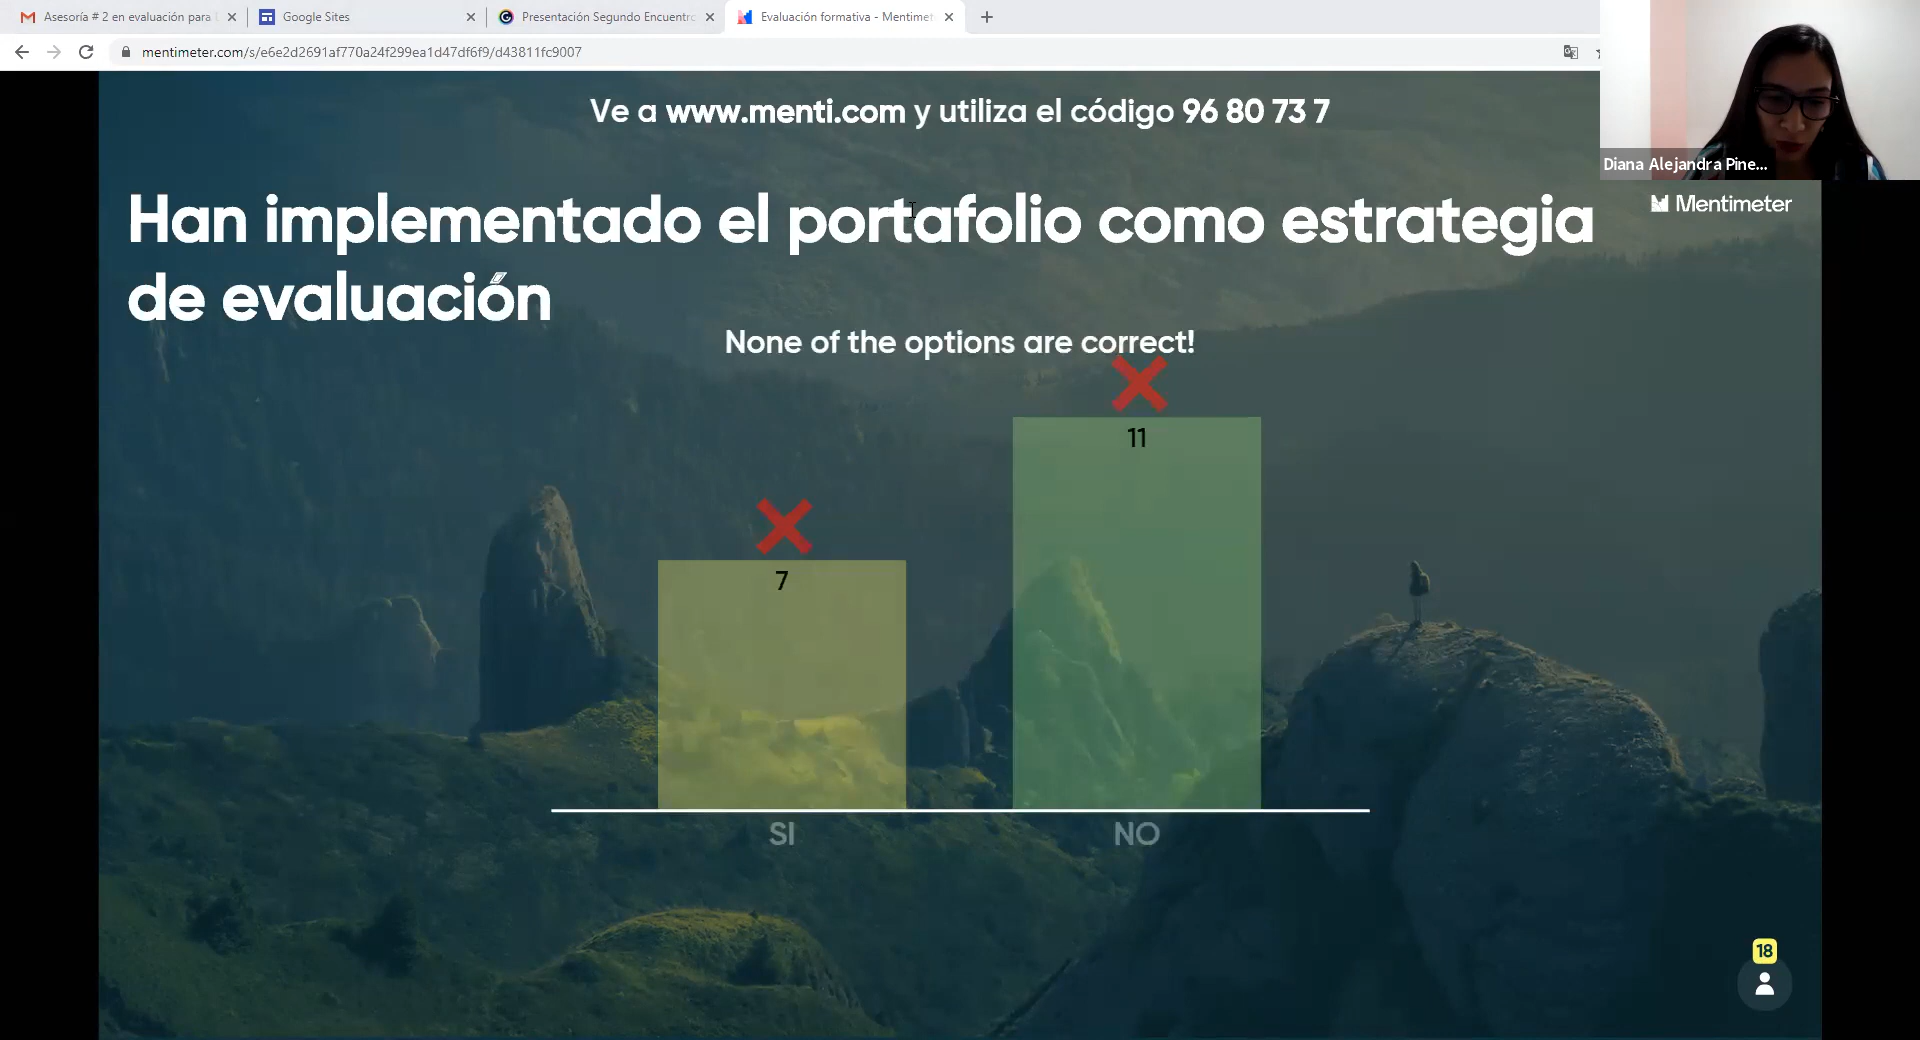 Asesoría # 2 en evaluación para
Google Sites
Presentación Segundo Encuentro
Evaluación formativa - Mentimet
mentimeter.com/s/e6e2d2691af770a24f299ea1d47df6f9/d43811fc9007
Ve a www.menti.com y utiliza el código 96 80 73 7
Diana Alejandra Pine...
Mentimeter
Han implementado el portafolio como estrategia
de evaluación
None of the options are correct!
11
7
SI
NO
18